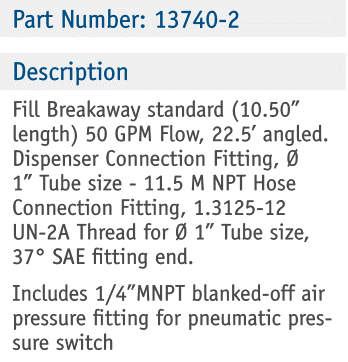 Part Number: 13740-2
Description
Fill Breakaway standard (10.50”
length) 50 GPM Flow, 22.5’ angled.
Dispenser Connection Fitting, Ø
1” Tube size - 11.5 M NPT Hose
Connection Fitting, 1.3125-12
UN-2A Thread for Ø 1” Tube size,
37° SAE fitting end.
Includes 1/4”MNPT blanked-off air
pressure fitting for pneumatic pres-
sure switch